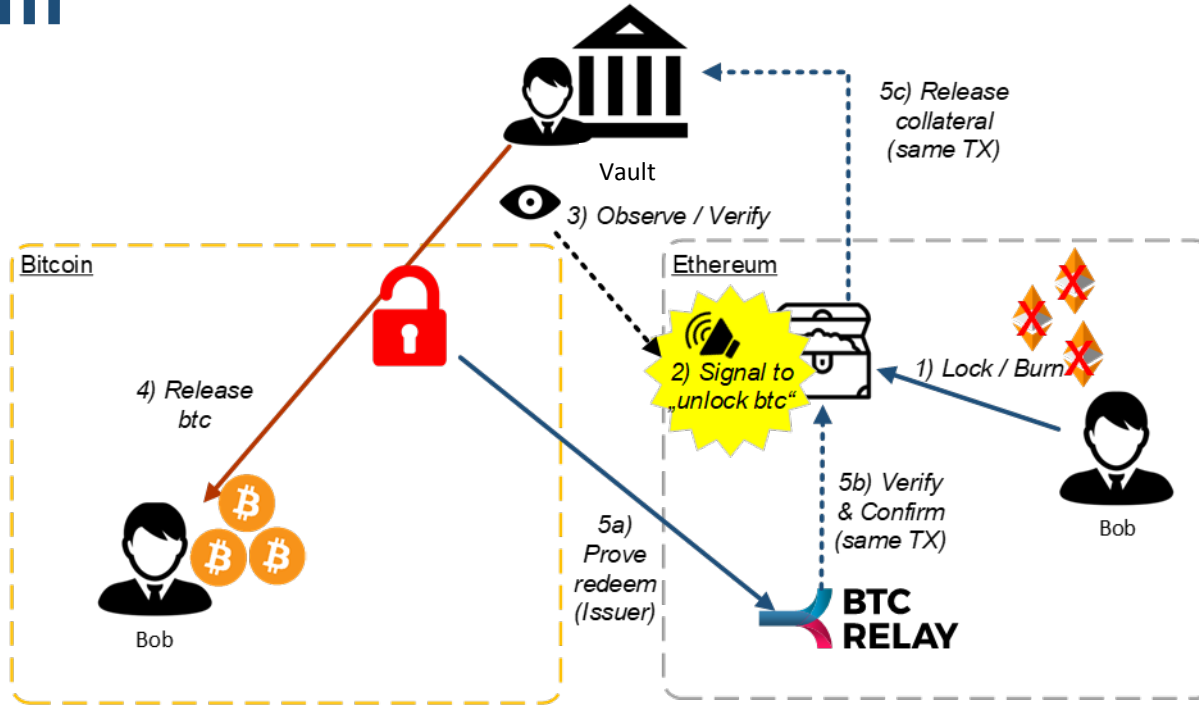 5c) Release
collateral
(same TX)
Vault
3) Observe / Verify
Bitcoin
Ethereum
2) Signal to
„unlock btc“
1) Lock / Burn
X
X
X
4) Release
btc
5b) Verify
& Confirm
(same TX)
5a)
Prove
redeem
(Issuer)
Bob
BTC
RELAY
Bob